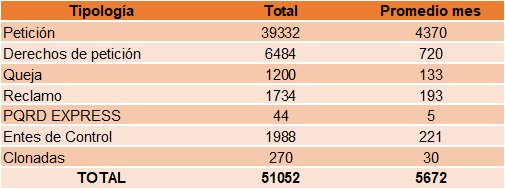 Tipología Total Promedio mes
Petición 39332 4370
Derechos de petición 6484 720
Queja 1200 133
Reclamo 1734 193
PQRD EXPRESS 44 5
Entes de Control 1988 221
Clonadas 270 30
TOTAL 51052 5672